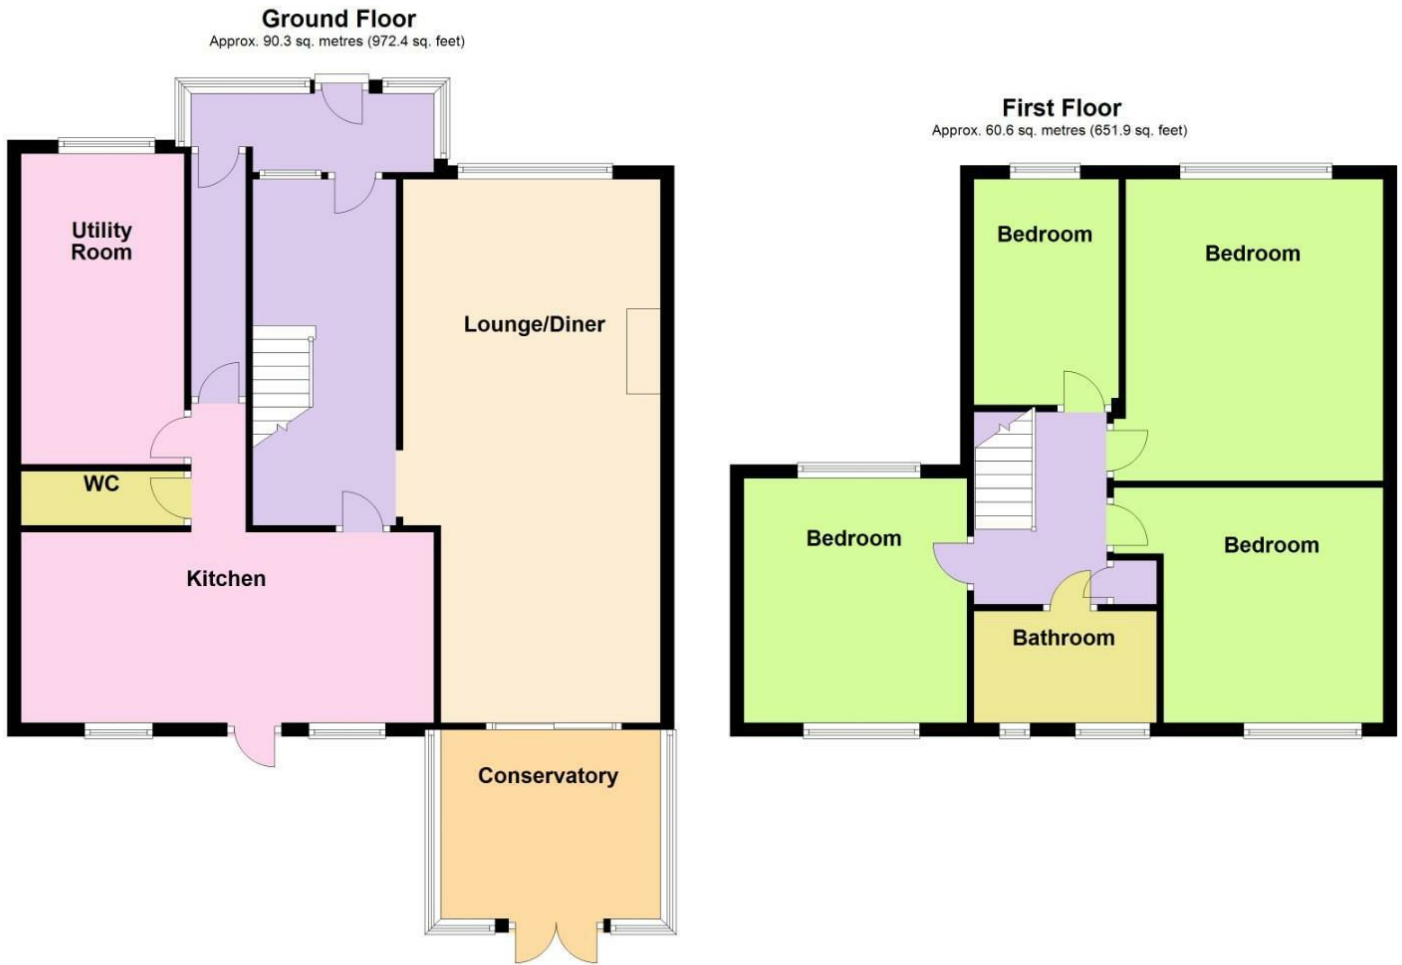 Ground Floor
Approx. 90.3 sq. metres (972.4 sq. feet)
Utility
Room
Lounge/Diner
WC
Kitchen
Conservatory
First Floor
Approx. 60.6 sq. metres (651.9 sq. feet)
Bedroom
Bedroom
Bedroom
Bedroom
Bathroom